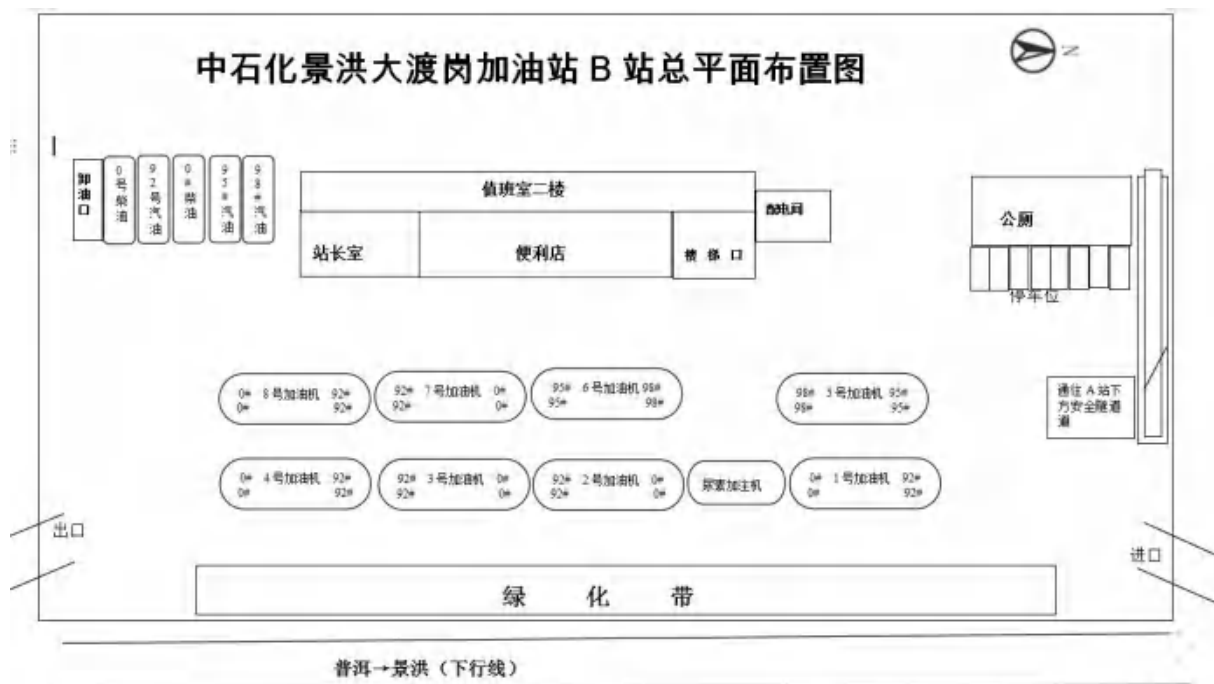 中石化景洪大渡岗加油站 B 站总平面布置图
N
卸油口
0号柴油
92号汽油
0#柴油
95#汽油
98#汽油
值班室二楼
配电间
站长室
便利店
楼梯口
公厕
停车位
0# 8号加油机 92#
0# 92#
92# 7号加油机 0#
92# 0#
95# 6号加油机 98#
95# 98#
98# 5号加油机 95#
98# 95#
通往 A 站下
方安全隧道
道
0# 4号加油机 92#
0# 92#
92# 3号加油机 0#
92# 0#
92# 2号加油机 0#
92# 0#
尿素加注机
0# 1号加油机 92#
0# 92#
出口
进口
绿化带
普洱→景洪（下行线）